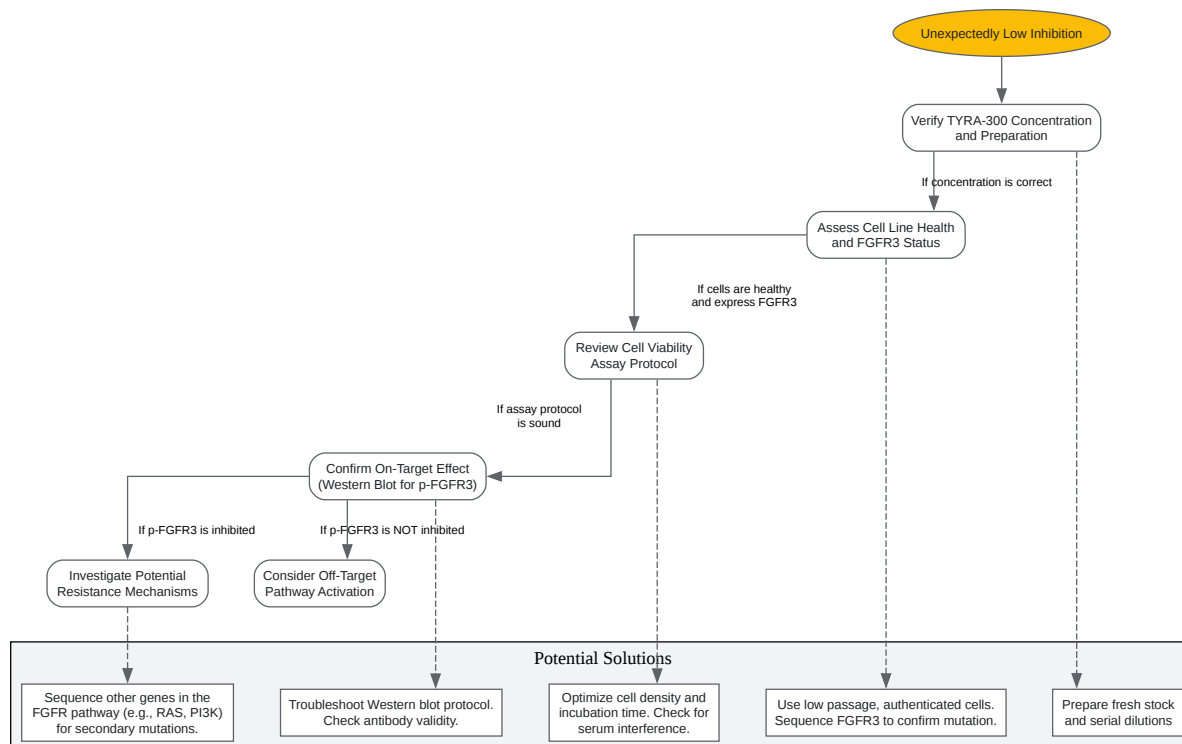 Unexpectedly Low Inhibition
Verify TYRA-300 Concentration
and Preparation
If concentration is correct
Assess Cell Line Health
and FGFR3 Status
If cells are healthy
and express FGFR3
Review Cell Viability
Assay Protocol
If assay protocol
is sound
Confirm On-Target Effect
(Western Blot for p-FGFR3)
If p-FGFR3 is inhibited
If p-FGFR3 is NOT inhibited
Investigate Potential
Resistance Mechanisms
Consider Off-Target
Pathway Activation
Potential Solutions
Sequence other genes in the
FGFR pathway (e.g., RAS, PI3K)
for secondary mutations.
Troubleshoot Western blot protocol.
Check antibody validity.
Optimize cell density and
incubation time. Check for
serum interference.
Use low passage, authenticated cells.
Sequence FGFR3 to confirm mutation.
Prepare fresh stock
and serial dilutions